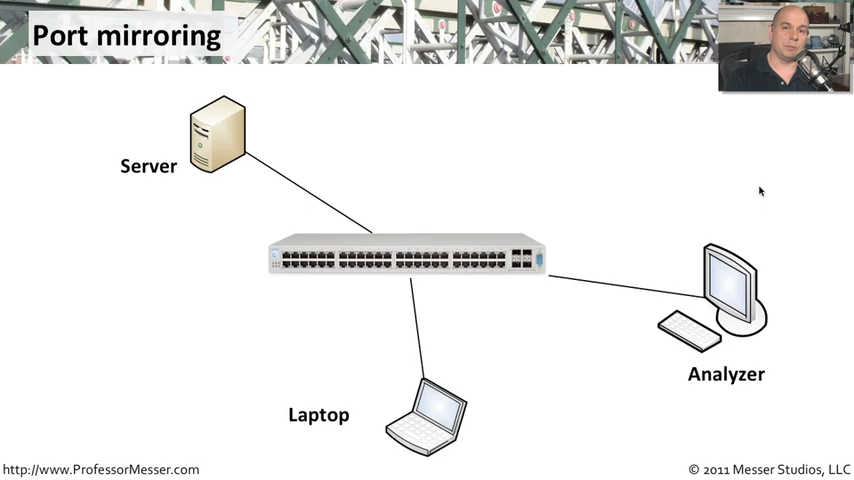 Port mirroring
Server
Laptop
Analyzer
http://www.ProfessorMesser.com
© 2011 Messer Studios, LLC